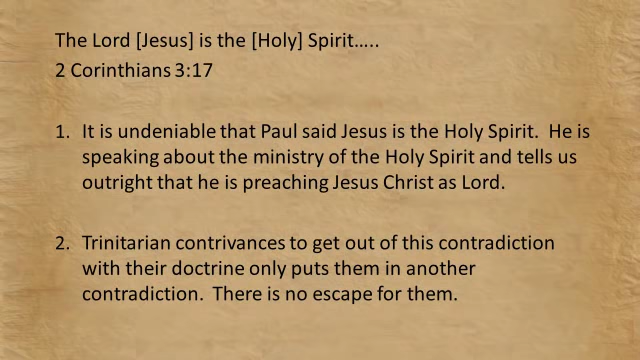 The Lord [Jesus] is the [Holy] Spirit.....
2 Corinthians 3:17
1. It is undeniable that Paul said Jesus is the Holy Spirit. He is
speaking about the ministry of the Holy Spirit and tells us
outright that he is preaching Jesus Christ as Lord.
2. Trinitarian contrivances to get out of this contradiction
with their doctrine only puts them in another
contradiction. There is no escape for them.